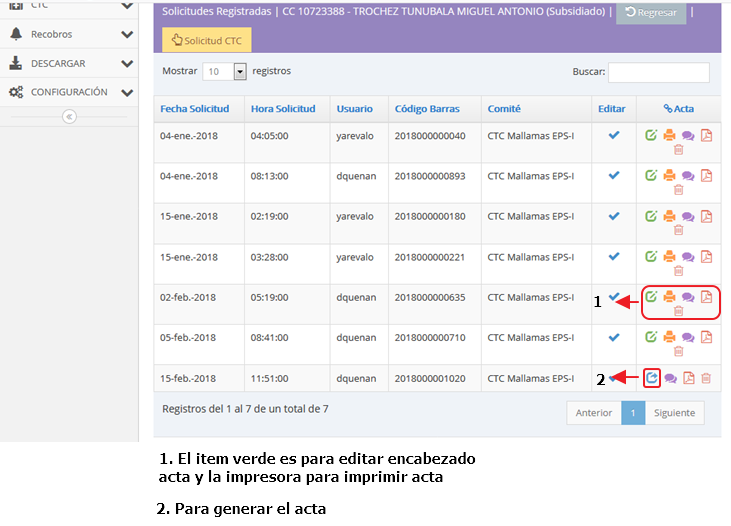 CTC
Recobros
DESCARGAR
CONFIGURACIÓN
Solicitudes Registradas | CC 10723388 - TROCHEZ TUNUBALA MIGUEL ANTONIO (Subsidiado) | Regresar |
Solicitud CTC
Mostrar 10 registros Buscar:
Fecha Solicitud Hora Solicitud Usuario Código Barras Comité Editar Acta
04-ene.-2018 04:05:00 yarevalo 2018000000040 CTC Mallamas EPS-I
04-ene.-2018 08:13:00 dquenan 2018000000893 CTC Mallamas EPS-I
15-ene.-2018 02:19:00 yarevalo 2018000000180 CTC Mallamas EPS-I
15-ene.-2018 03:28:00 yarevalo 2018000000221 CTC Mallamas EPS-I
02-feb.-2018 05:19:00 dquenan 2018000000635 CTC Mallamas EPS-I 1
05-feb.-2018 08:41:00 dquenan 2018000000710 CTC Mallamas EPS-I
15-feb.-2018 11:51:00 dquenan 2018000001020 CTC Mallamas EPS-I 2
Registros del 1 al 7 de un total de 7
Anterior 1 Siguiente
1. El item verde es para editar encabezado
acta y la impresora para imprimir acta
2. Para generar el acta